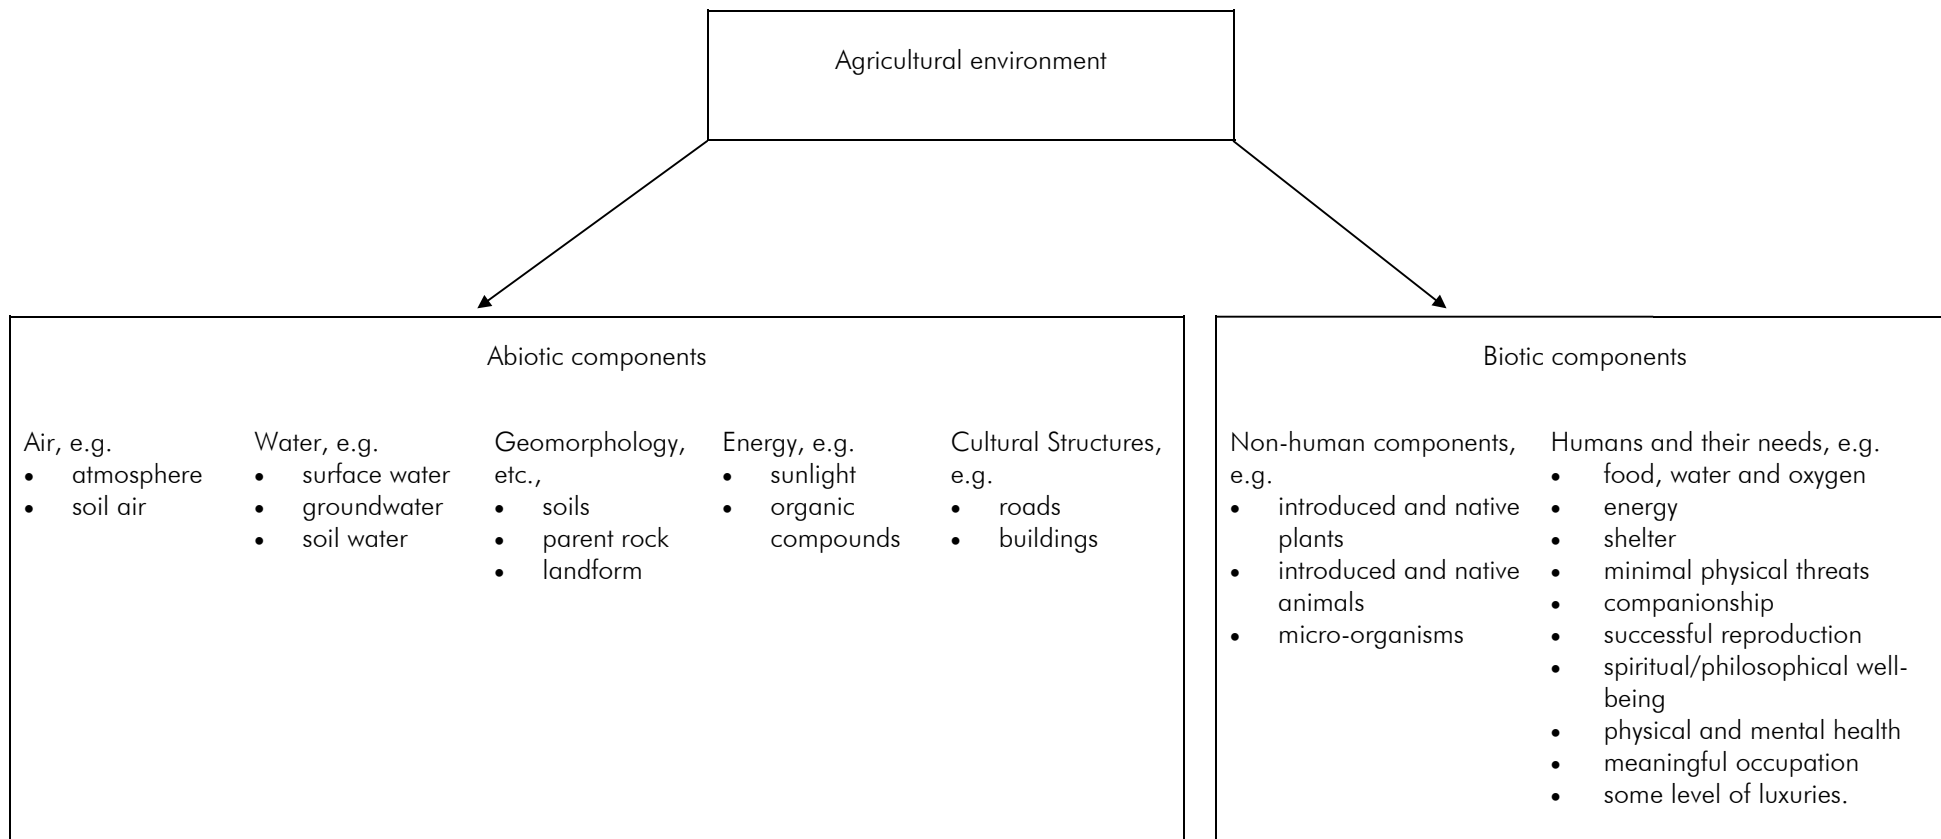 Agricultural environment
Abiotic components
Air, e.g.
• atmosphere
• soil air
Water, e.g.
• surface water
• groundwater
• soil water
Geomorphology,
etc.,
• soils
• parent rock
• landform
Energy, e.g.
• sunlight
• organic
compounds
Cultural Structures,
e.g.
• roads
• buildings
Biotic components
Non-human components,
e.g.
• introduced and native
plants
• introduced and native
animals
• micro-organisms
Humans and their needs, e.g.
• food, water and oxygen
• energy
• shelter
• minimal physical threats
• companionship
• successful reproduction
• spiritual/philosophical well-
being
• physical and mental health
• meaningful occupation
• some level of luxuries.